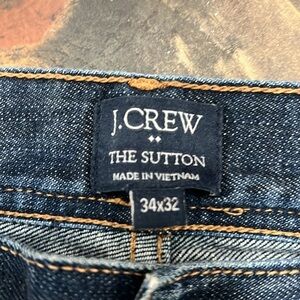 J.CREW
THE SUTTON
MADE IN VIETNAM
34x32